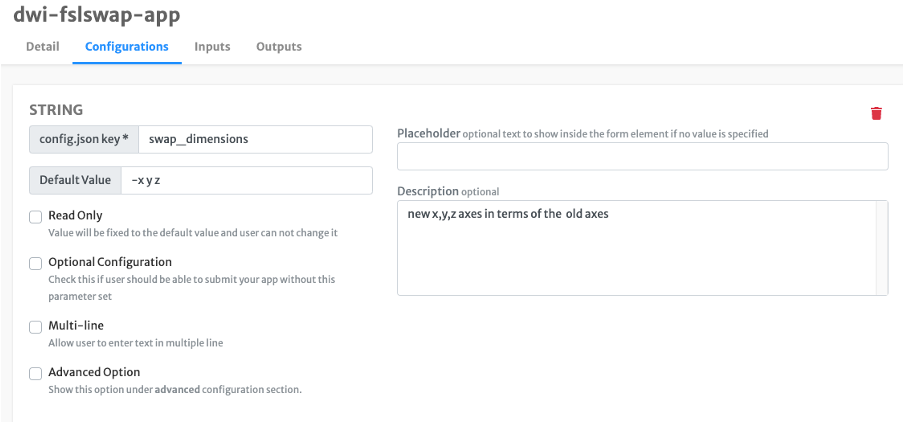 dwi-fslswap-app
Detail Configurations Inputs Outputs
STRING
config.json key * swap_dimensions
Default Value -x y z
Read Only
Value will be fixed to the default value and user can not change it
Optional Configuration
Check this if user should be able to submit your app without this
parameter set
Multi-line
Allow user to enter text in multiple line
Advanced Option
Show this option under advanced configuration section.
Placeholder optional text to show inside the form element if no value is specified
Description optional
new x,y,z axes in terms of the old axes